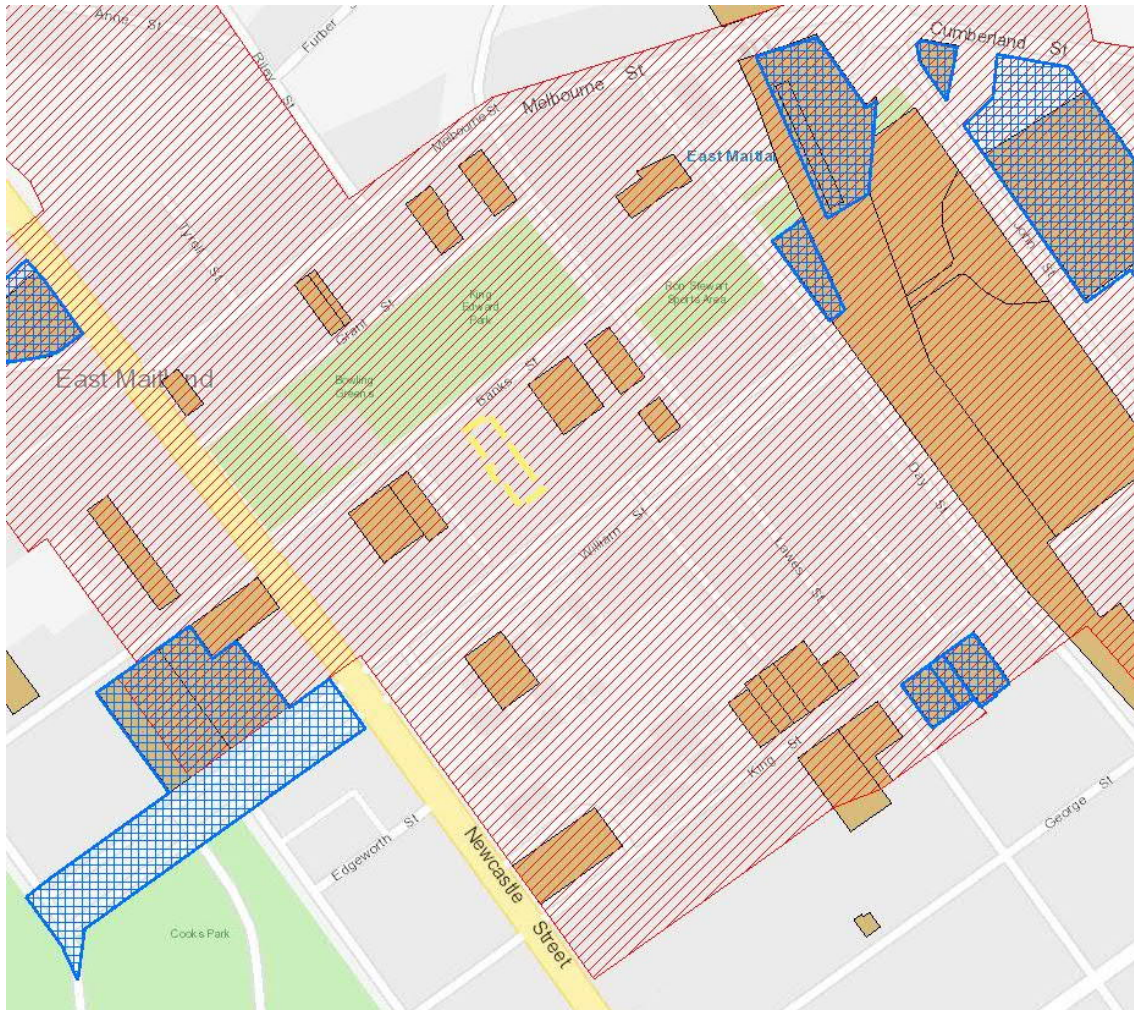 Anne St
Furber
Riley St
Cumberland St
Melbourne St
Melbourne St
East Maitla
Tyrell St
John St
Ron Stewart
Sports Area
King
Edward
Park
Grant St
East Maitland
Bowling
Greens
Banks St
Day St
William St
Lawes St
King St
George St
Edgeworth St
Newcastle Street
Cooks Park